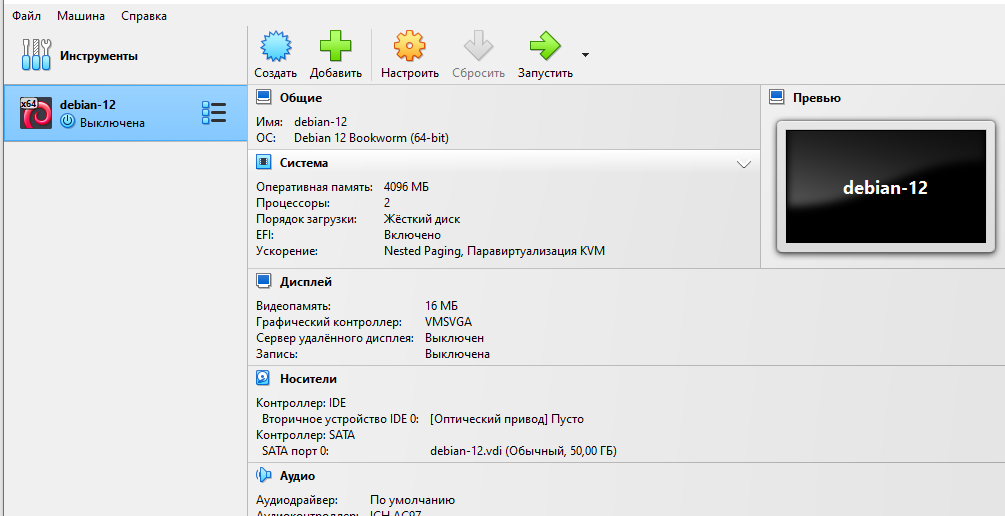 Файл Машина Справка
Инструменты
Создать Добавить Настроить Сбросить Запустить
x64
debian-12
Выключена
Общие
Имя: debian-12
ОС: Debian 12 Bookworm (64-bit)
Превью
debian-12
Система
Оперативная память: 4096 МБ
Процессоры: 2
Порядок загрузки: Жёсткий диск
EFI: Включено
Ускорение: Nested Paging, Паравиртуализация KVM
Дисплей
Видеопамять: 16 МБ
Графический контроллер: VMSVGA
Сервер удалённого дисплея: Выключен
Запись: Выключена
Носители
Контроллер: IDE
Вторичное устройство IDE 0: [Оптический привод] Пусто
Контроллер: SATA
SATA порт 0: debian-12.vdi (Обычный, 50,00 ГБ)
Аудио
Аудиодрайвер: По умолчанию
Аудиоконтроллер: ICH AC97